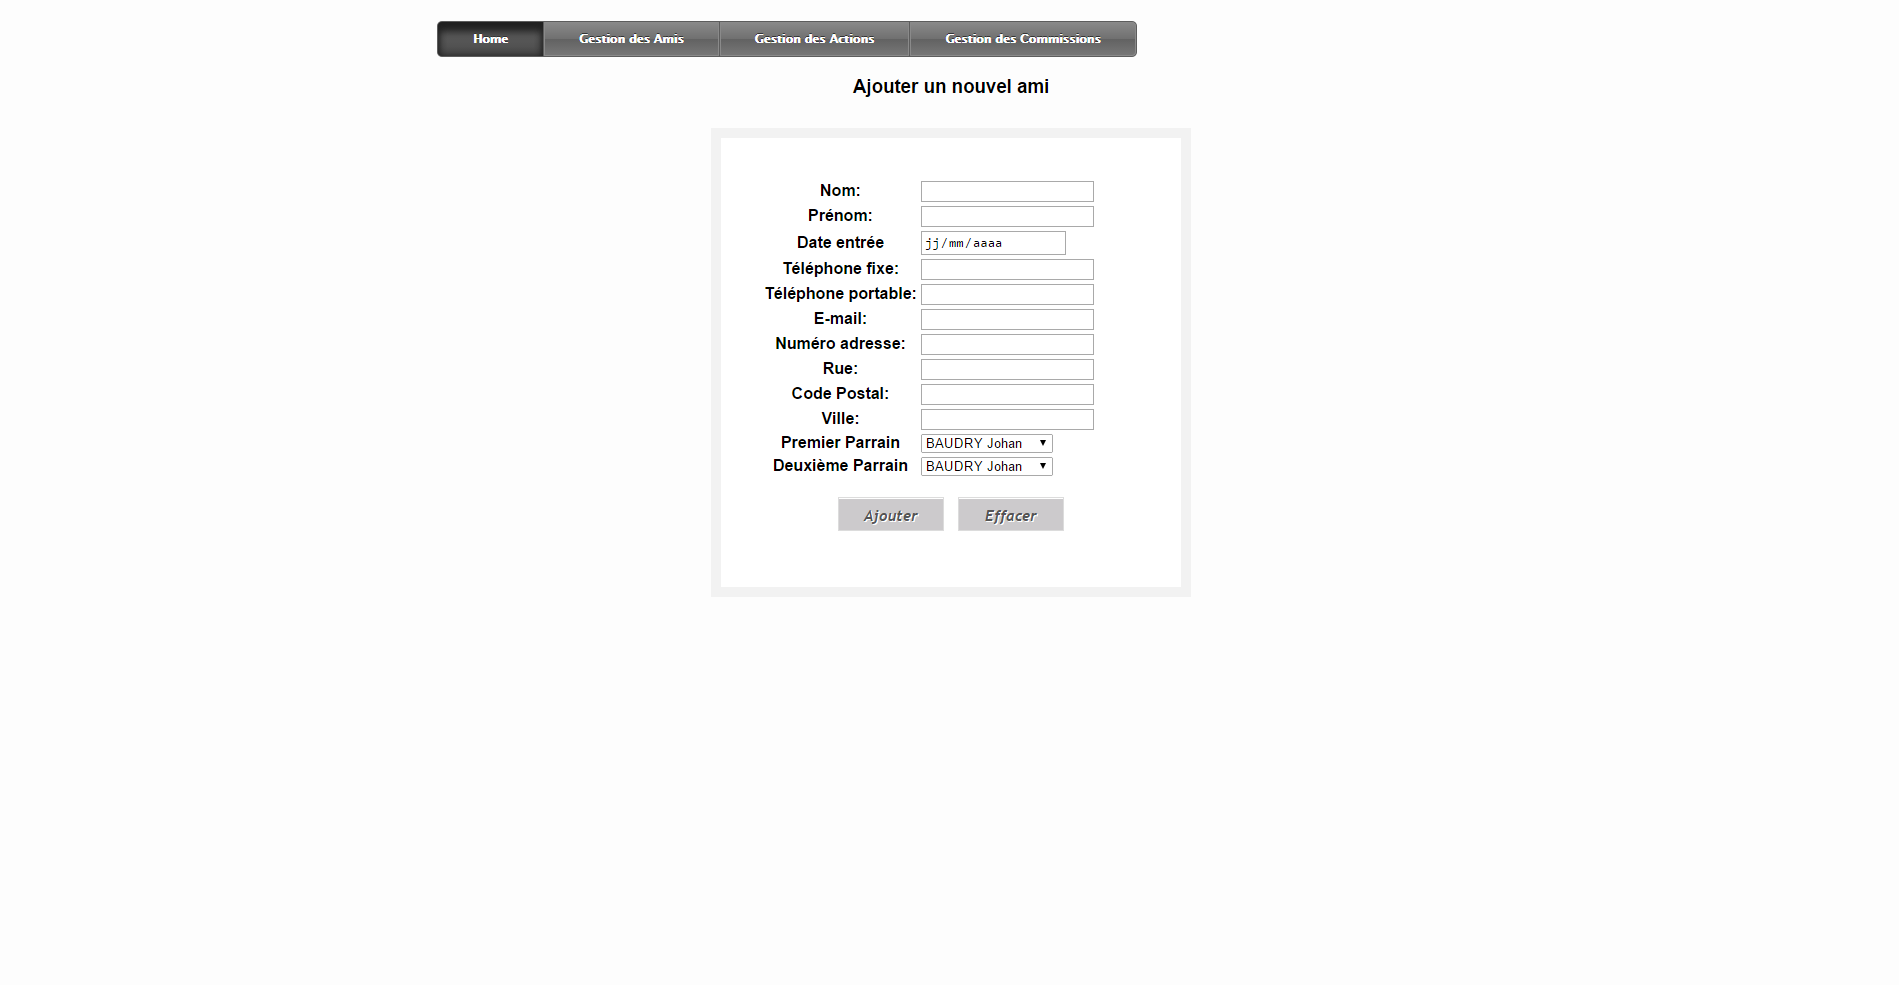 Home Gestion des Amis Gestion des Actions Gestion des Commissions
Ajouter un nouvel ami
Nom:
Prénom:
Date entrée jj/mm/aaaa
Téléphone fixe:
Téléphone portable:
E-mail:
Numéro adresse:
Rue:
Code Postal:
Ville:
Premier Parrain BAUDRY Johan
Deuxième Parrain BAUDRY Johan
Ajouter Effacer